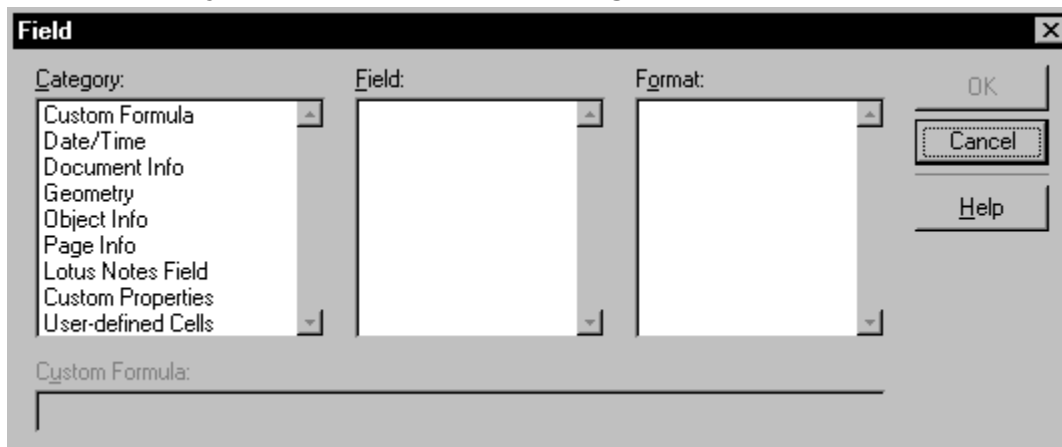 Field
Category:
Field:
Format:
Custom Formula
Date/Time
Document Info
Geometry
Object Info
Page Info
Lotus Notes Field
Custom Properties
User-defined Cells
OK
Cancel
Help
Custom Formula: